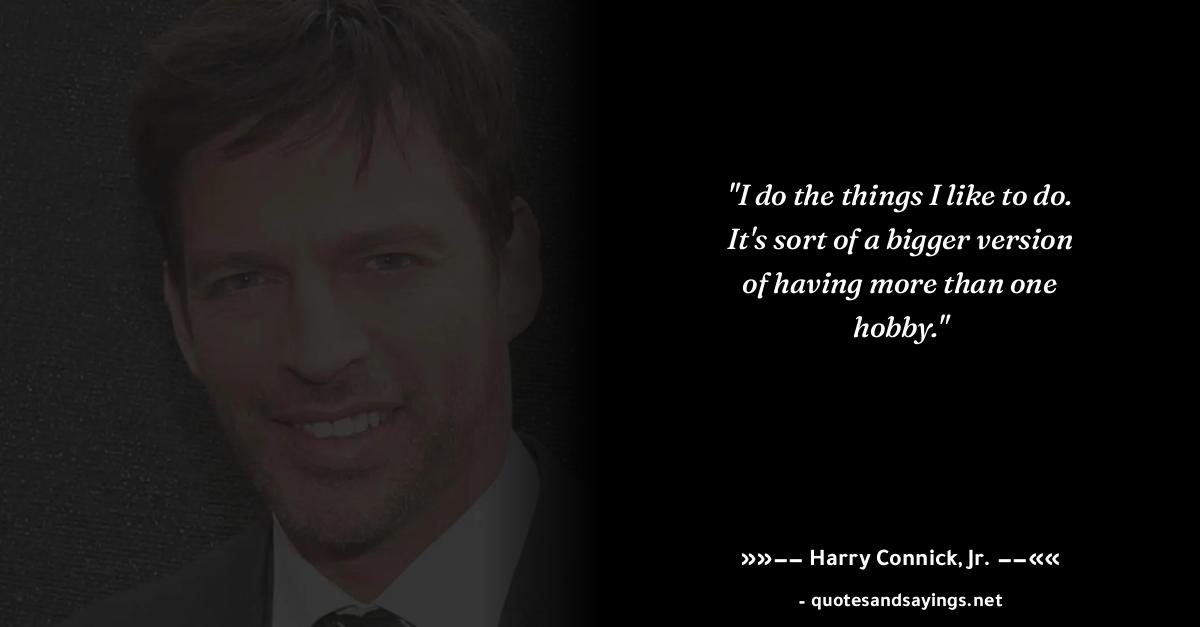 "I do the things I like to do.
It's sort of a bigger version
of having more than one
hobby."
»»−− Harry Connick, Jr. −−««
- quotesandsayings.net